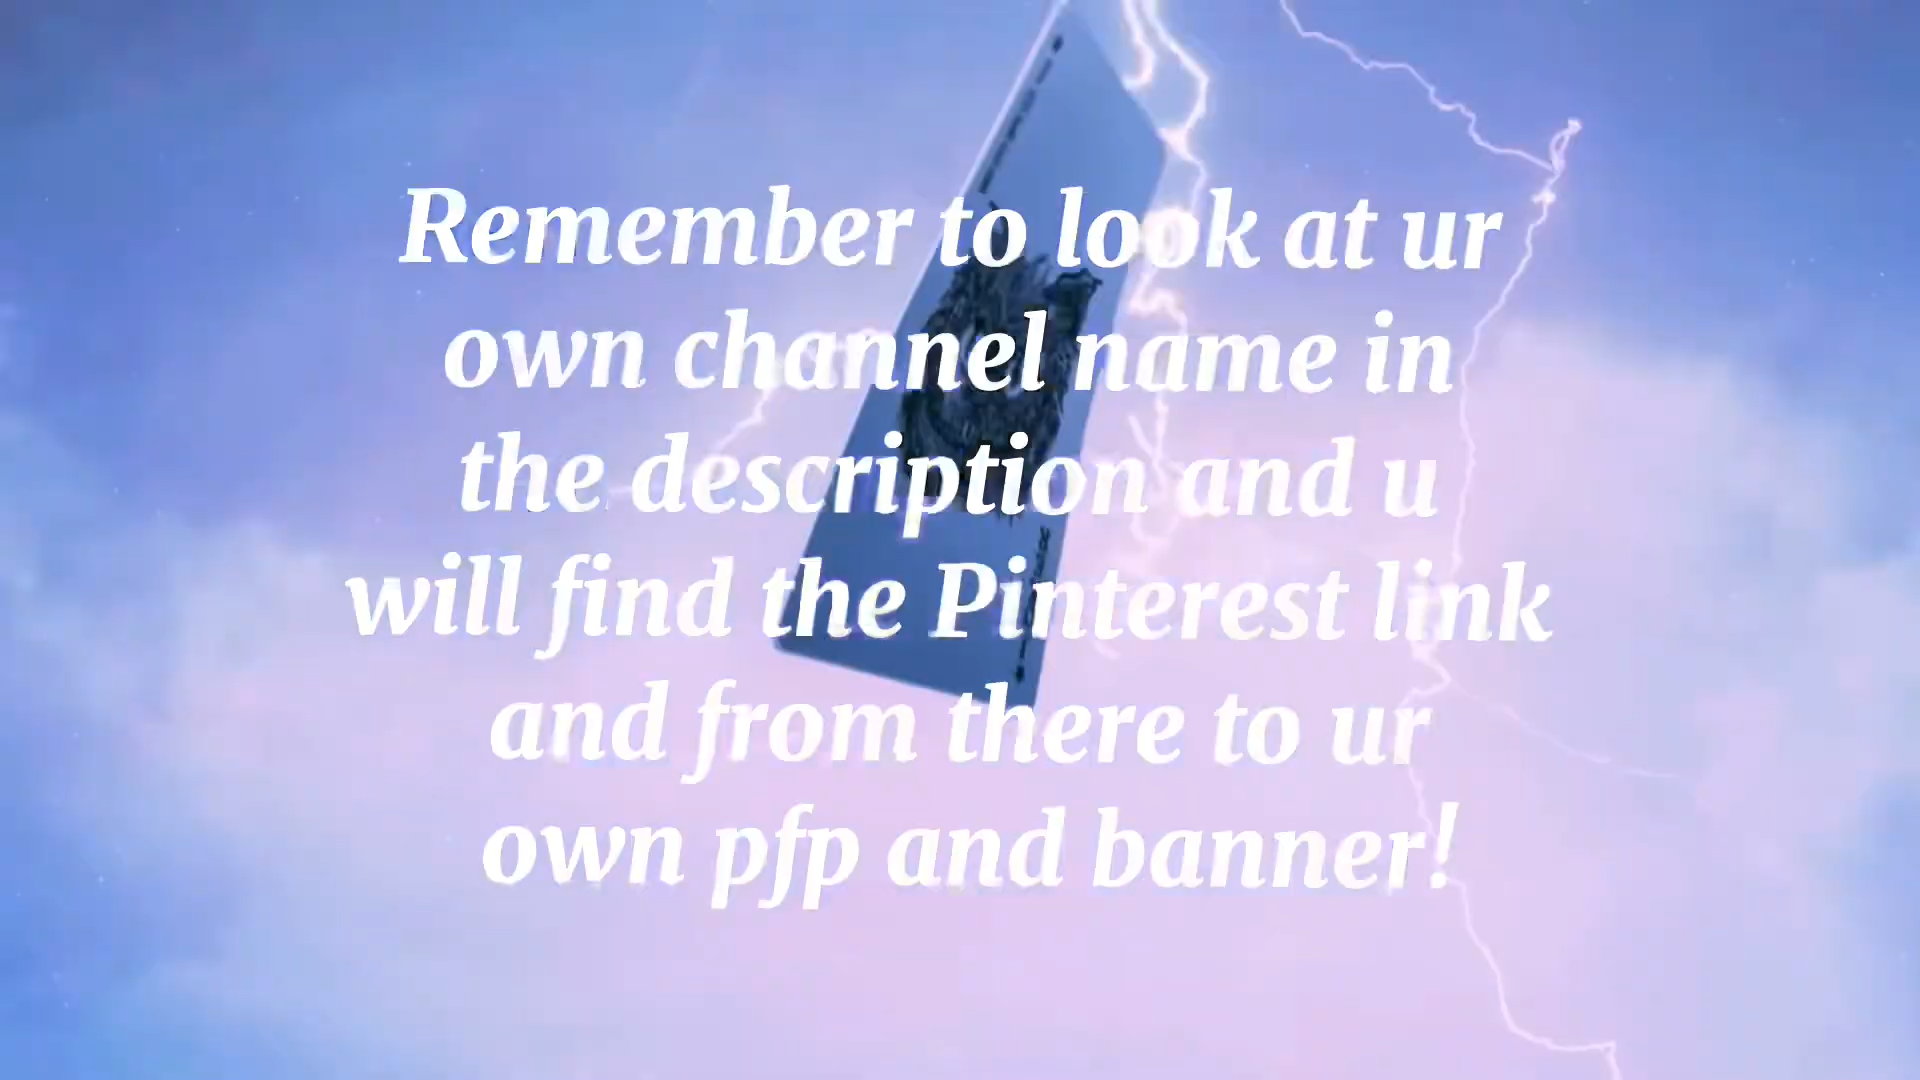 Remember to look at ur
own channel name in
the description and u
will find the Pinterest link
and from there to ur
own pfp and banner!